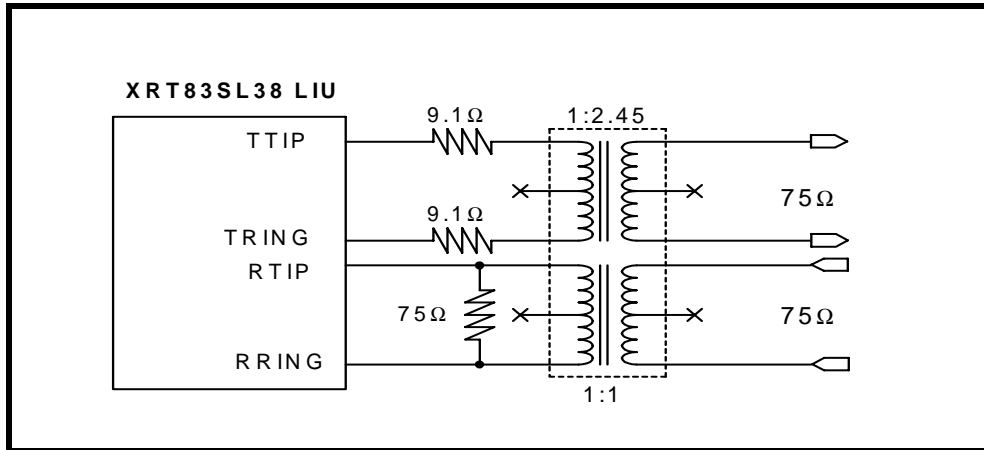 XRT83SL38 LIU
9.1Ω
1:2.45
TTIP
75Ω
9.1Ω
TRING
RTIP
75Ω
75Ω
RRING
1:1